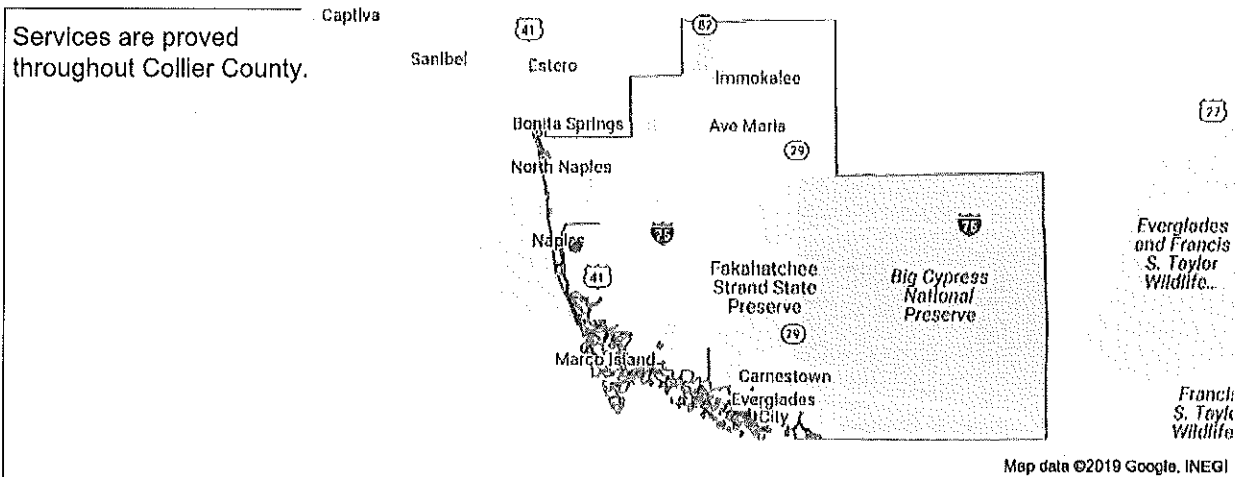 Services are proved
throughout Collier County.
Captiva
41
82
Sanibel
Estero
Immokalee
27
Bonita Springs
Ave Maria
29
North Naples
Naples
75
75
41
Everglades
and Francis
S. Taylor
Wildlife...
Fakahatchee
Strand State
Preserve
Big Cypress
National
Preserve
29
Marco Island
Carnestown
Everglades
City
Francis
S. Taylo
Wildlife
Map data ©2019 Google, INEGI